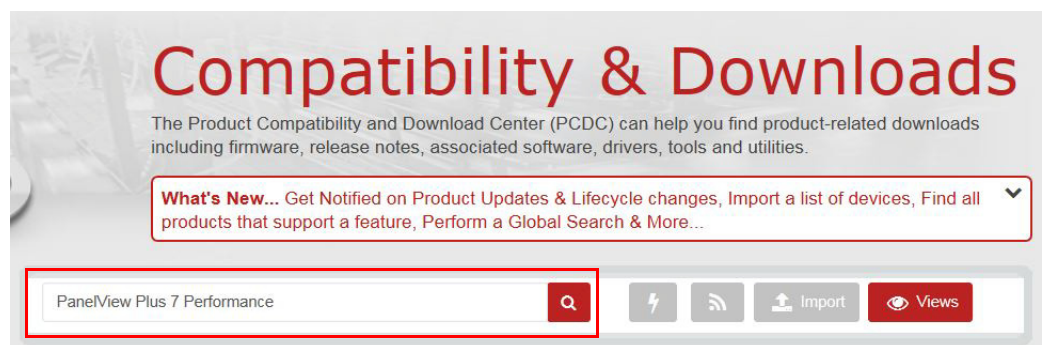 Compatibility & Downloads
The Product Compatibility and Download Center (PCDC) can help you find product-related downloads
including firmware, release notes, associated software, drivers, tools and utilities.
What's New... Get Notified on Product Updates & Lifecycle changes, Import a list of devices, Find all
products that support a feature, Perform a Global Search & More...
PanelView Plus 7 Performance Import Views